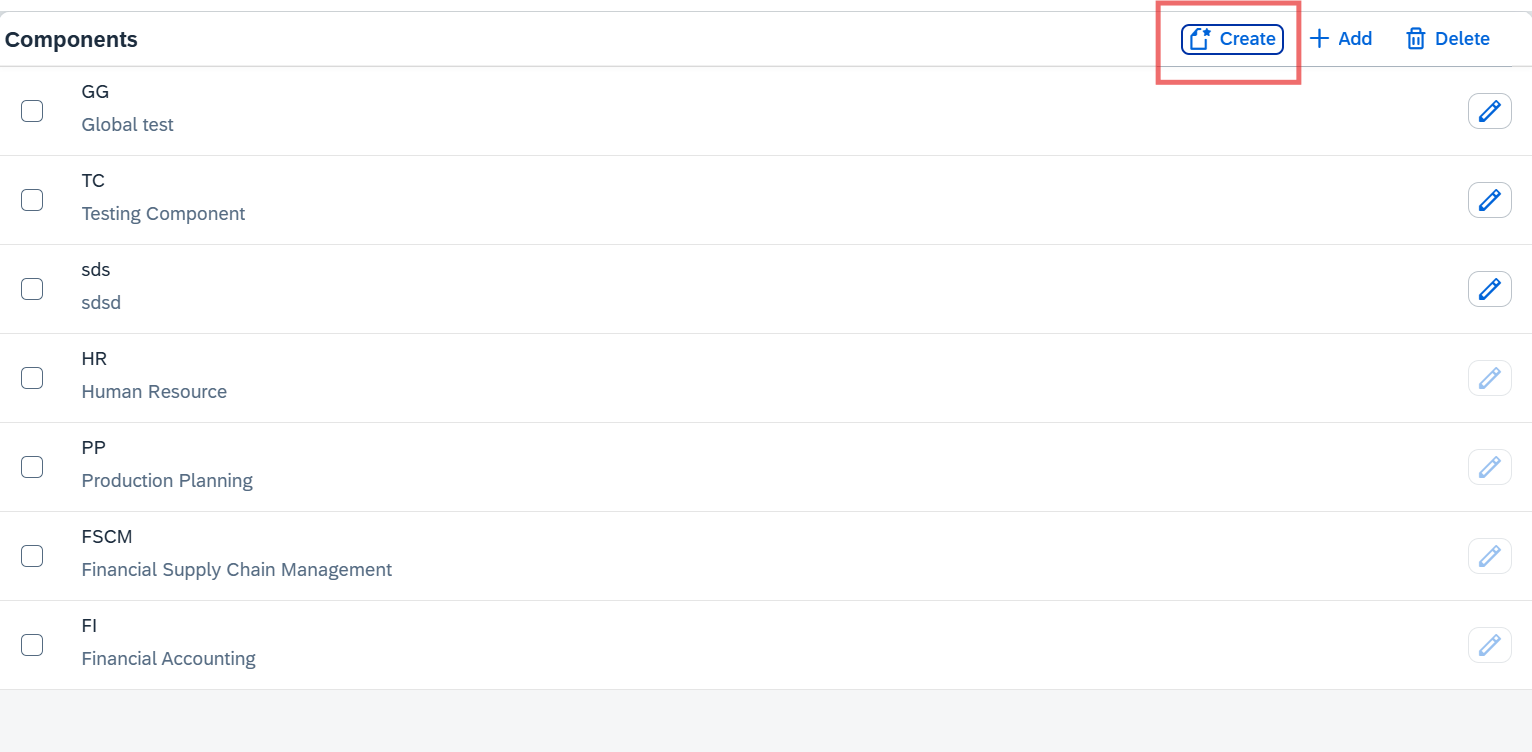 Components
Create
Add
Delete
GG
Global test
TC
Testing Component
sds
sdsd
HR
Human Resource
PP
Production Planning
FSCM
Financial Supply Chain Management
FI
Financial Accounting